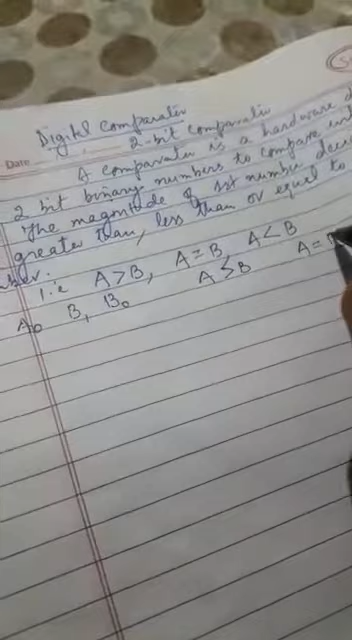 Digital Comparator
Date
2-bit comparator
A comparator is a hardware
2 bit binary numbers to compare
The magnitude of 1st number
greater than, less than or equal to
i.e A > B, A = B, A < B
A0 B1 B0 A > B A =